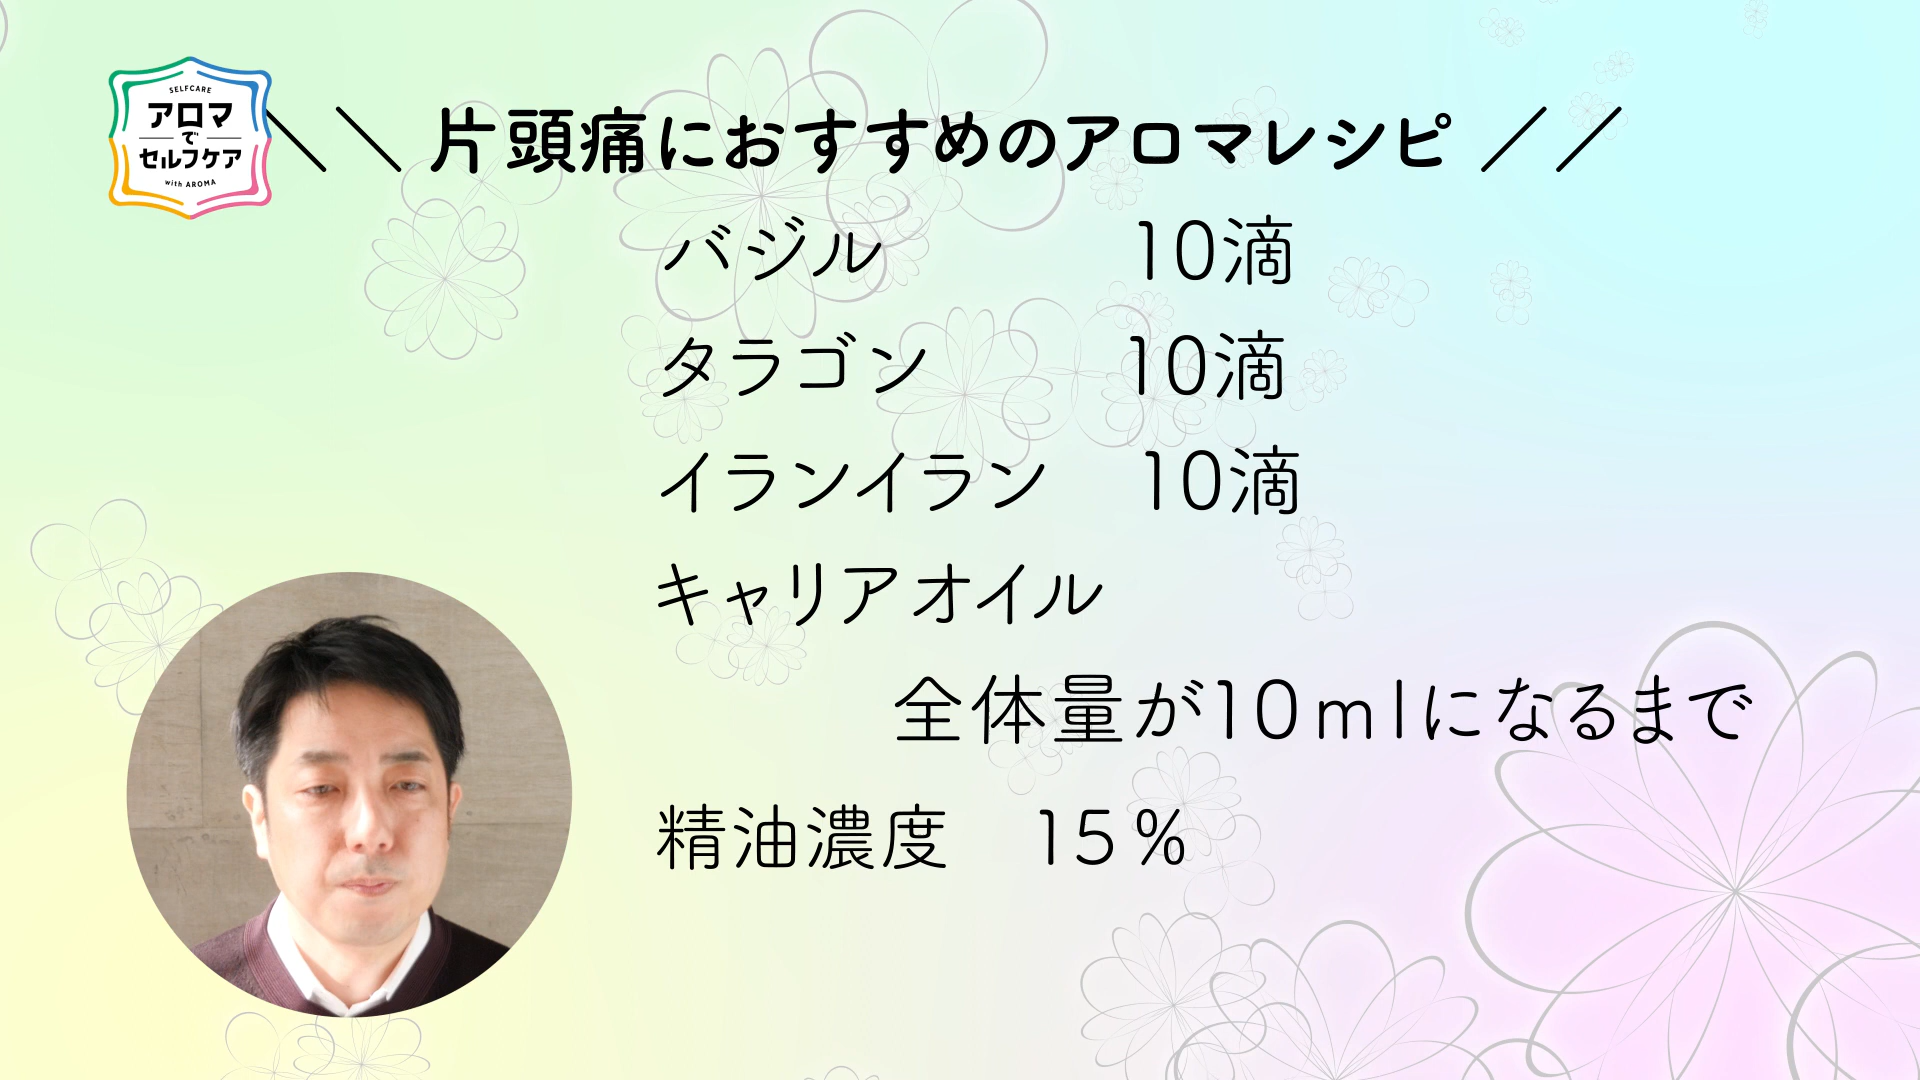 SELFCARE
アロマ
で
セルフケア
with AROMA
＼＼ 片頭痛におすすめのアロマレシピ ／／
バジル　　　10滴
タラゴン　　　10滴
イランイラン　10滴
キャリアオイル
全体量が10mlになるまで
精油濃度　15％